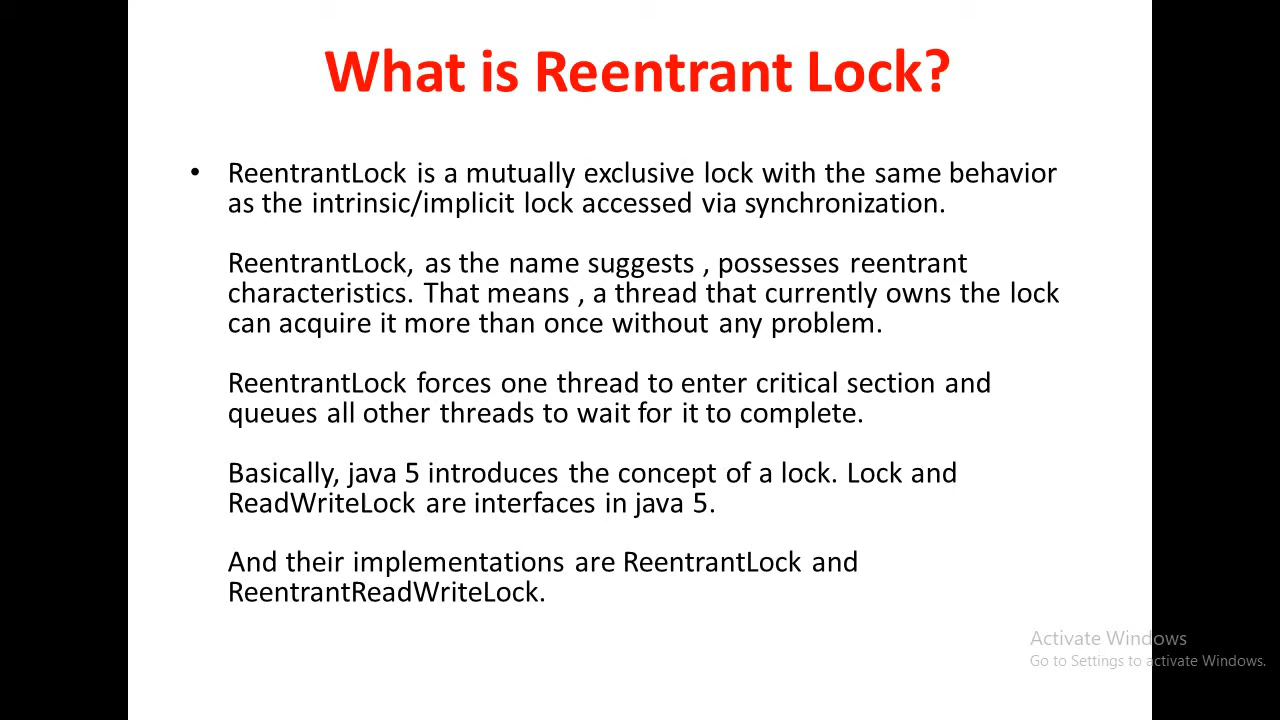 What is Reentrant Lock?
• ReentrantLock is a mutually exclusive lock with the same behavior
as the intrinsic/implicit lock accessed via synchronization.
ReentrantLock, as the name suggests , possesses reentrant
characteristics. That means , a thread that currently owns the lock
can acquire it more than once without any problem.
ReentrantLock forces one thread to enter critical section and
queues all other threads to wait for it to complete.
Basically, java 5 introduces the concept of a lock. Lock and
ReadWriteLock are interfaces in java 5.
And their implementations are ReentrantLock and
ReentrantReadWriteLock.
Activate Windows
Go to Settings to activate Windows.